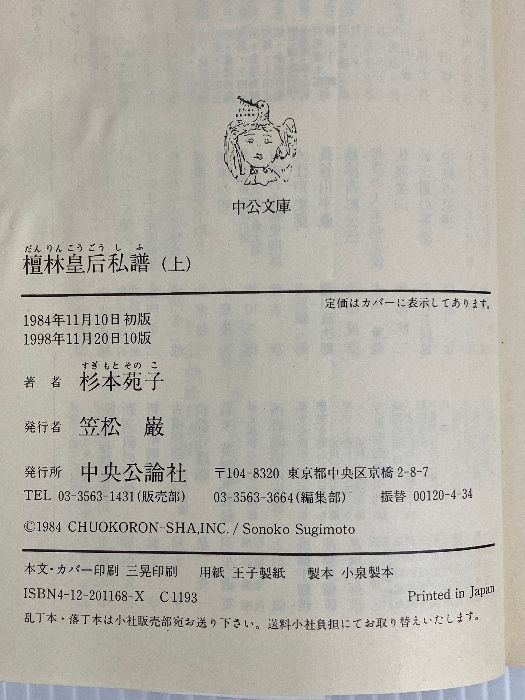 中公文庫
だんりんこうごうしふ
檀林皇后私譜（上）
定価はカバーに表示してあります。
1984年11月10日初版
1998年11月20日10版
すぎもとそのこ
著　者　杉本苑子
発行者　笠松　巌
発行所　中央公論社　〒104-8320 東京都中央区京橋2-8-7
TEL 03-3563-1431(販売部)　03-3563-3664(編集部)　振替 00120-4-34
©1984 CHUOKORON-SHA,INC. / Sonoko Sugimoto
本文・カバー印刷 三晃印刷　用紙 王子製紙　製本 小泉製本
ISBN4-12-201168-X　C1193
Printed in Japan
乱丁本・落丁本は小社販売部宛お送り下さい。送料小社負担にてお取り替えいたします。